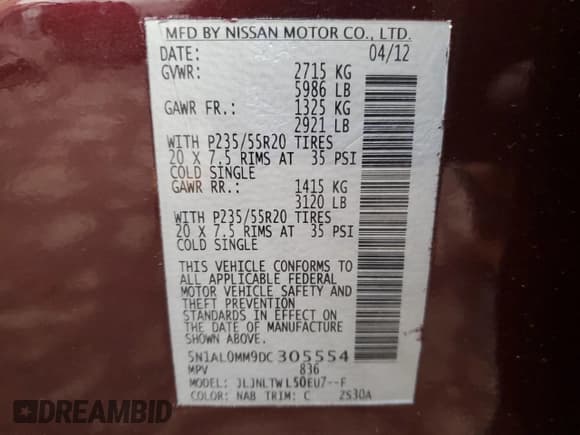 MFD BY NISSAN MOTOR CO., LTD.
DATE: 04/12
GVWR: 2715 KG
5986 LB
GAWR FR.: 1325 KG
2921 LB
WITH P235/55R20 TIRES
20 X 7.5 RIMS AT 35 PSI
COLD SINGLE
GAWR RR.: 1415 KG
3120 LB
WITH P235/55R20 TIRES
20 X 7.5 RIMS AT 35 PSI
COLD SINGLE
THIS VEHICLE CONFORMS TO
ALL APPLICABLE FEDERAL
MOTOR VEHICLE SAFETY AND
THEFT PREVENTION
STANDARDS IN EFFECT ON
THE DATE OF MANUFACTURE
SHOWN ABOVE.
5N1AL0MM9DC305554
MPV 836
MODEL: JLJNLTWL50EU7--F
COLOR: NAB TRIM: C 2S30A
DREAMBID
DREAMBID